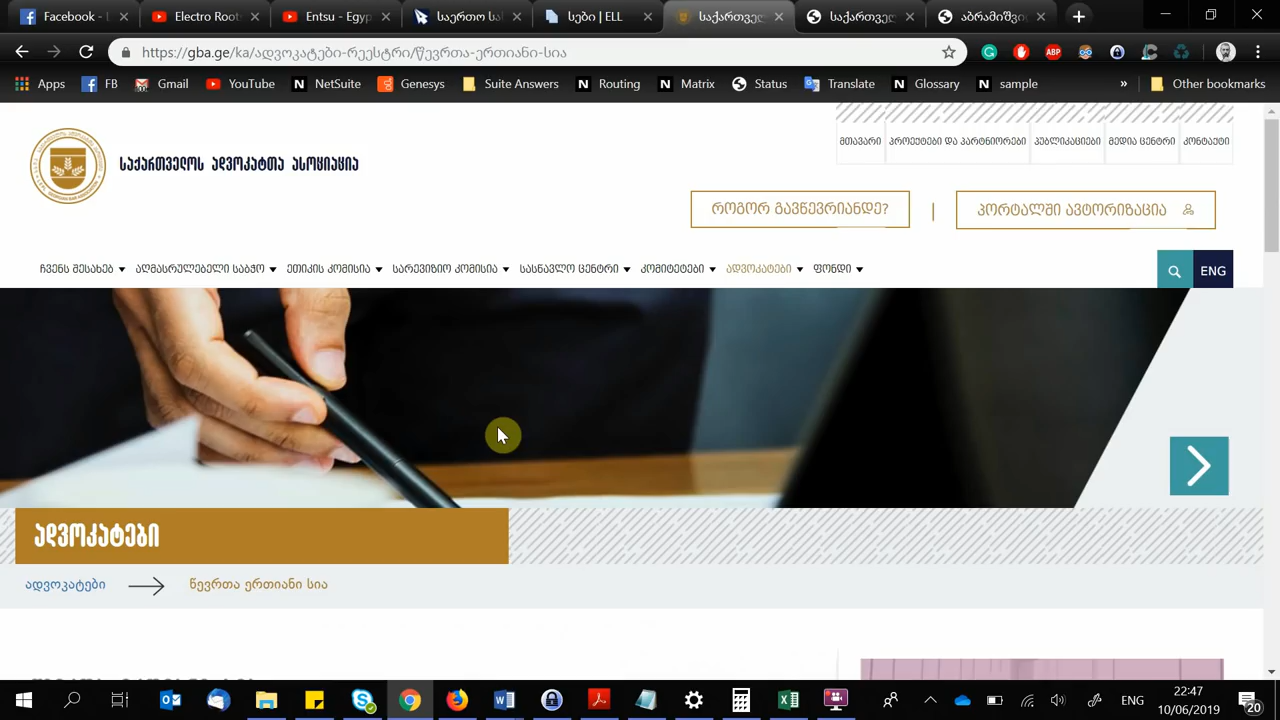 Facebook - L
Electro Root
Entsu - Egyp
საერთო სა
სები | ELL
საქართველ
საქართველ
აბრამიშვი
https://gba.ge/ka/ადვოკატები-რეესტრი/წევრთა-ერთიანი-სია
ABP
Apps FB Gmail YouTube NetSuite Genesys Suite Answers Routing Matrix Status Translate Glossary sample » Other bookmarks
მთავარი პროექტები და პარტნიორები პუბლიკაციები მედია ცენტრი კონტაქტი
საქართველოს ადვოკატთა ასოციაცია
როგორ გავწევრიანდე? | პორტალში ავტორიზაცია
ჩვენს შესახებ აღმასრულებელი საბჭო ეთიკის კომისია სარევიზიო კომისია სასწავლო ცენტრი კომიტეტები ადვოკატები ფონდი ENG
ადვოკატები
ადვოკატები წევრთა ერთიანი სია
ENG
22:47
10/06/2019
20